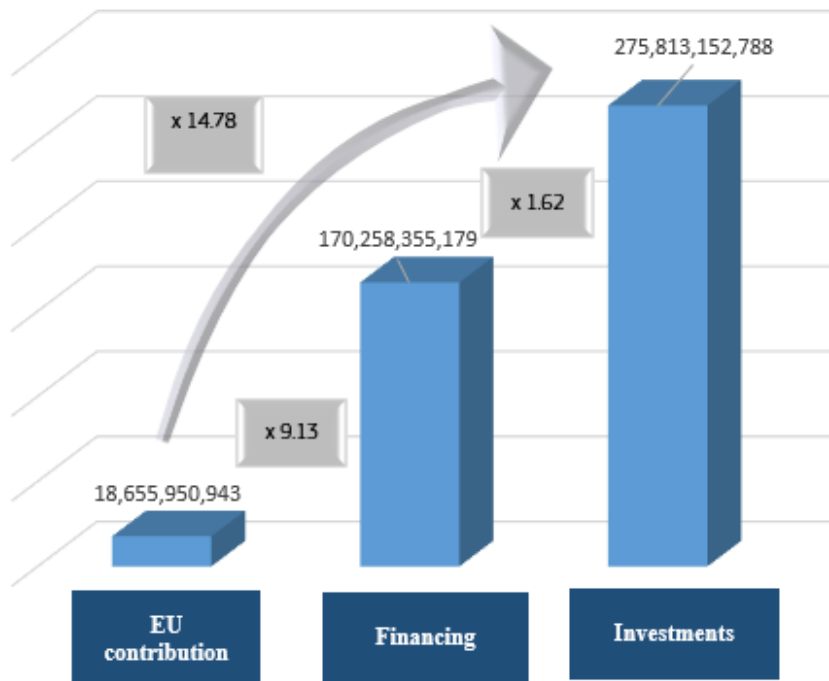 275,813,152,788
x 14.78
x 1.62
170,258,355,179
x 9.13
18,655,950,943
EU
contribution
Financing
Investments